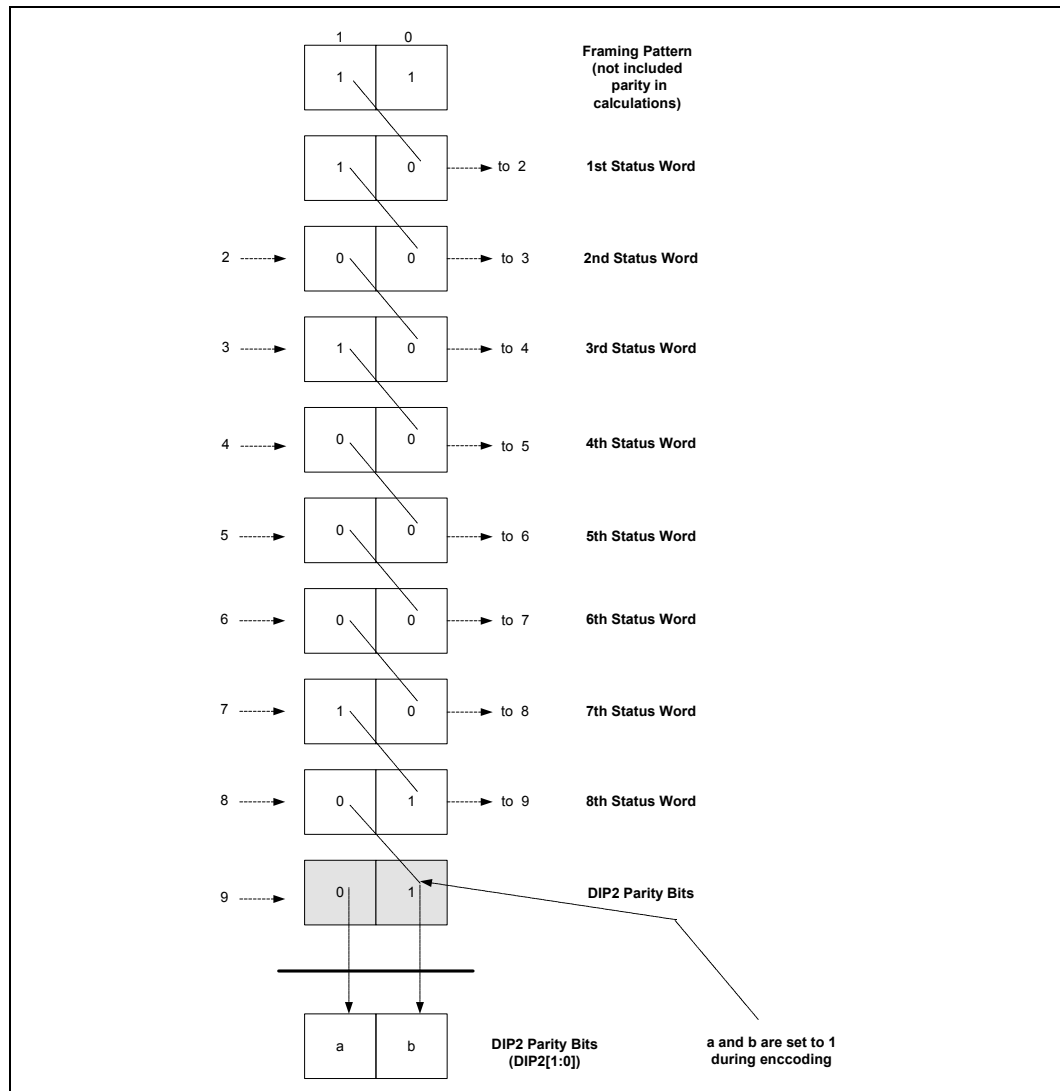 1 0
1 1
Framing Pattern
(not included
parity in
calculations)
1 0 to 2 1st Status Word
2 0 0 to 3 2nd Status Word
3 1 0 to 4 3rd Status Word
4 0 0 to 5 4th Status Word
5 0 0 to 6 5th Status Word
6 0 0 to 7 6th Status Word
7 1 0 to 8 7th Status Word
8 0 1 to 9 8th Status Word
9 0 1 DIP2 Parity Bits
a b
DIP2 Parity Bits
(DIP2[1:0])
a and b are set to 1
during enccoding